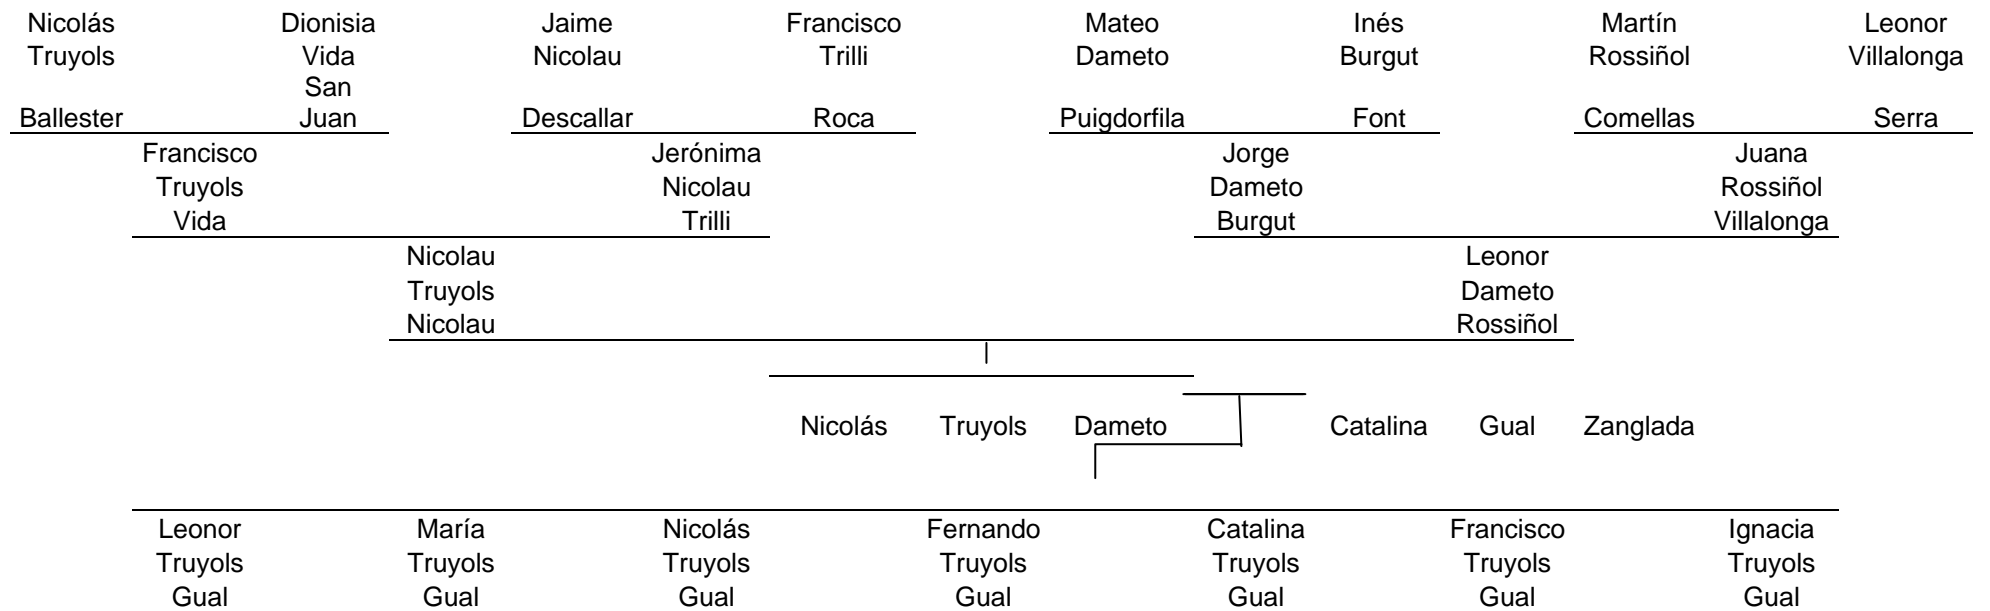 Nicolás Dionisia Jaime Francisco Mateo Inés Martín Leonor
Truyols Vida Nicolau Trilli Dameto Burgut Rossiñol Villalonga
San
Ballester Juan Descallar Roca Puigdorfila Font Comellas Serra
Francisco Jerónima Jorge Juana
Truyols Nicolau Dameto Rossiñol
Vida Trilli Burgut Villalonga
Nicolau Leonor
Truyols Dameto
Nicolau Rossiñol
Nicolás Truyols Dameto Catalina Gual Zanglada
Leonor María Nicolás Fernando Catalina Francisco Ignacia
Truyols Truyols Truyols Truyols Truyols Truyols Truyols
Gual Gual Gual Gual Gual Gual Gual